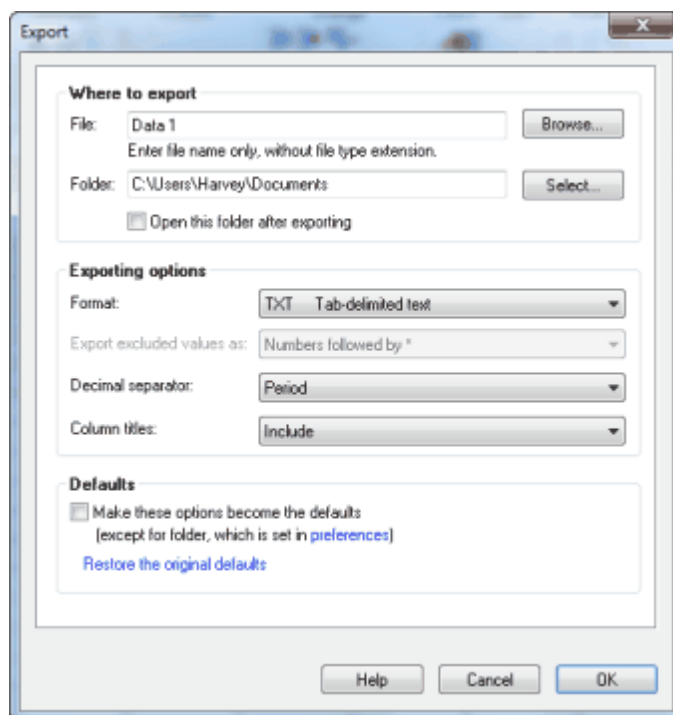 Export
Where to export
File: Data 1 Browse...
Enter file name only, without file type extension.
Folder: C:\Users\Harvey\Documents Select...
Open this folder after exporting
Exporting options
Format: TXT Tab-delimited text
Export excluded values as: Numbers followed by *
Decimal separator: Period
Column titles: Include
Defaults
Make these options become the defaults
(except for folder, which is set in preferences)
Restore the original defaults
Help Cancel OK